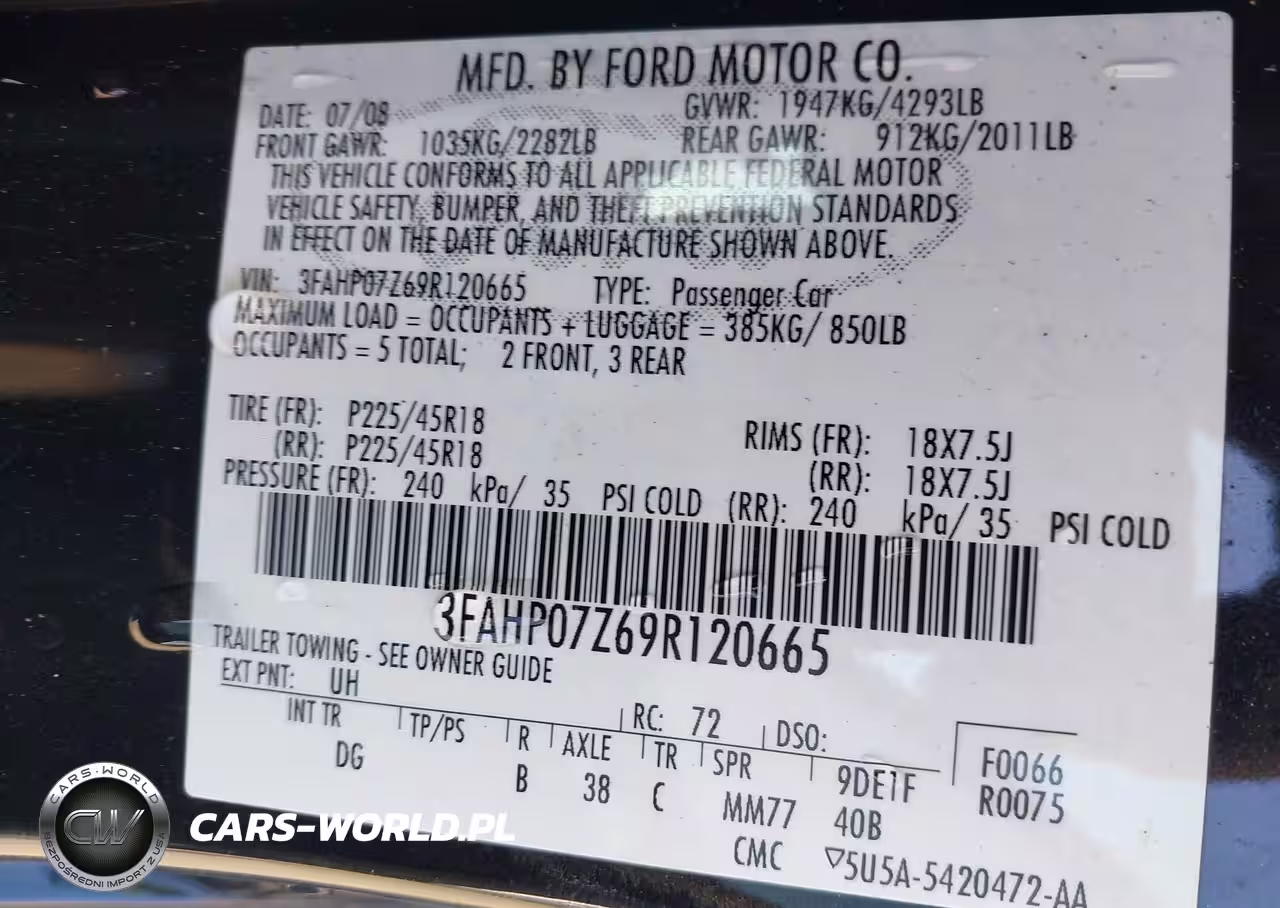 MFD. BY FORD MOTOR CO.
DATE: 07/08 GVWR: 1947KG/4293LB
FRONT GAWR: 1035KG/2282LB REAR GAWR: 912KG/2011LB
THIS VEHICLE CONFORMS TO ALL APPLICABLE FEDERAL MOTOR
VEHICLE SAFETY, BUMPER, AND THEFT PREVENTION STANDARDS
IN EFFECT ON THE DATE OF MANUFACTURE SHOWN ABOVE.
VIN: 3FAHP07Z69R120665 TYPE: Passenger Car
MAXIMUM LOAD = OCCUPANTS + LUGGAGE = 385KG/ 850LB
OCCUPANTS = 5 TOTAL; 2 FRONT, 3 REAR
TIRE (FR): P225/45R18 RIMS (FR): 18X7.5J
(RR): P225/45R18 (RR): 18X7.5J
PRESSURE (FR): 240 kPa/ 35 PSI COLD (RR): 240 kPa/ 35 PSI COLD
3FAHP07Z69R120665
TRAILER TOWING - SEE OWNER GUIDE
EXT PNT: UH RC: 72 DSO:
INT TR TP/PS R AXLE TR SPR 9DE1F F0066
DG B 38 C MM77 40B R0075
CMC ▽5U5A-5420472-AA
CARS-WORLD
CW
BEZPOŚREDNI IMPORT Z USA
CARS-WORLD.PL